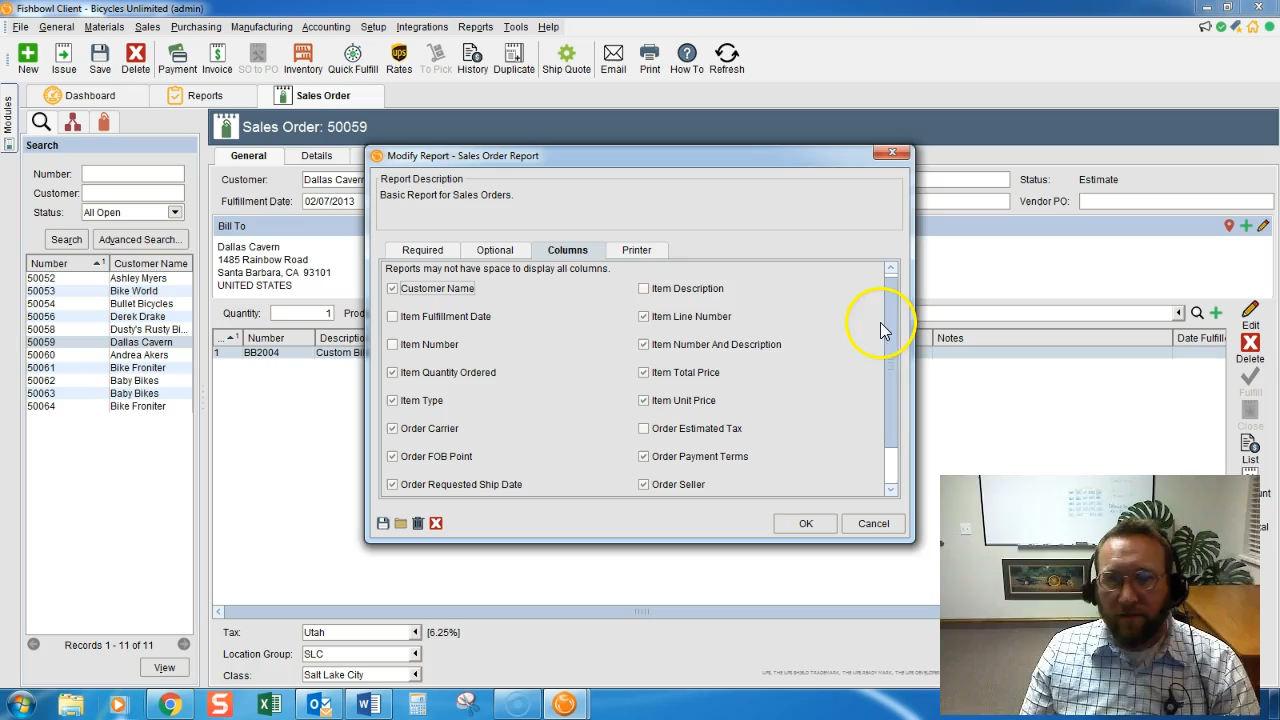 Fishbowl Client - Bicycles Unlimited (admin)
File General Materials Sales Purchasing Manufacturing Accounting Setup Integrations Reports Tools Help
New Issue Save Delete Payment Invoice SO to PO Inventory Quick Fulfill Rates To Pick History Duplicate Ship Quote Email Print How To Refresh
Modules
Dashboard Reports Sales Order
Search
Number:
Customer:
Status: All Open
Search Advanced Search...
Number 1 Customer Name
50052 Ashley Myers
50053 Bike World
50054 Bullet Bicycles
50056 Derek Drake
50058 Dusty's Rusty Bi...
50059 Dallas Cavern
50060 Andrea Akers
50061 Bike Froniter
50062 Baby Bikes
50063 Baby Bikes
50064 Bike Froniter
Records 1 - 11 of 11
View
Sales Order: 50059
General Details
Customer: Dallas Cavern
Status: Estimate
Fulfillment Date: 02/07/2013
Vendor PO:
Bill To
Dallas Cavern
1485 Rainbow Road
Santa Barbara, CA 93101
UNITED STATES
Quantity: 1
... 1 Number Notes
1 BB2004
Edit
Delete
Fulfill
Close
List
Modify Report - Sales Order Report
Report Description
Basic Report for Sales Orders.
Required Optional Columns Printer
Reports may not have space to display all columns.
Customer Name Item Description
Item Fulfillment Date Item Line Number
Item Number Item Number And Description
Item Quantity Ordered Item Total Price
Item Type Item Unit Price
Order Carrier Order Estimated Tax
Order FOB Point Order Payment Terms
Order Requested Ship Date Order Seller
OK Cancel
Tax: Utah [6.25%]
Location Group: SLC
Class: Salt Lake City